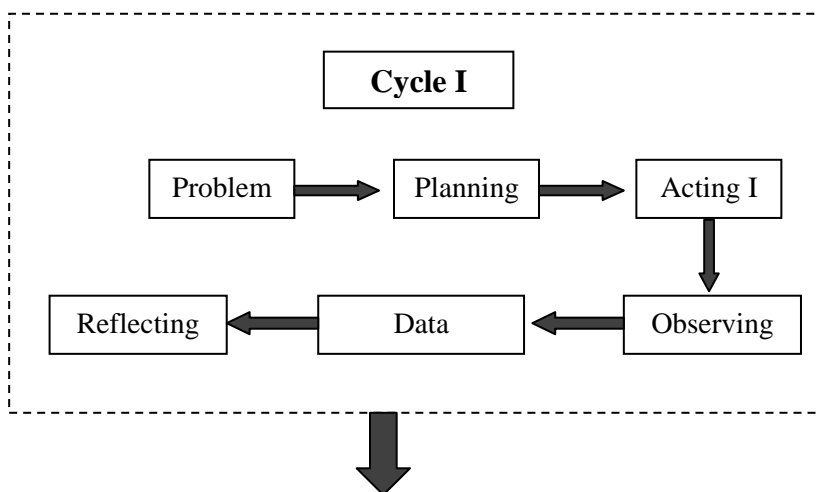 Cycle I
Problem
Planning
Acting I
Observing
Data
Reflecting